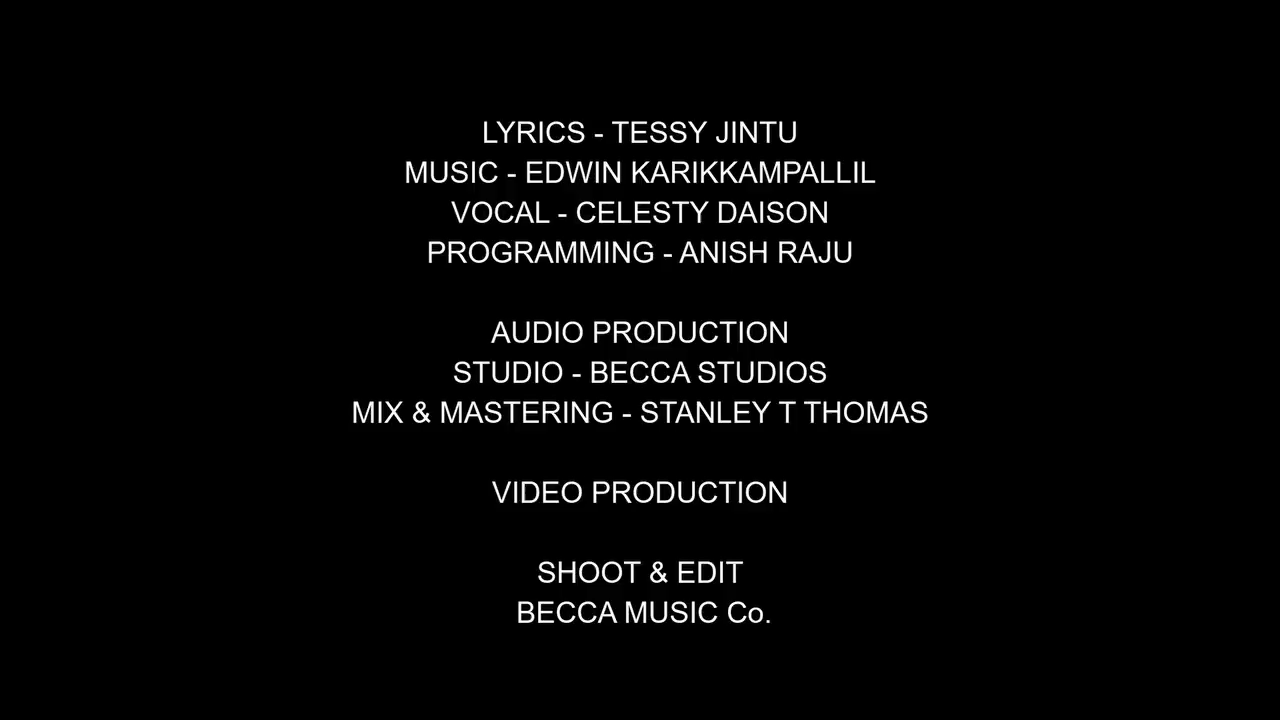 LYRICS - TESSY JINTU
MUSIC - EDWIN KARIKKAMPALLIL
VOCAL - CELESTY DAISON
PROGRAMMING - ANISH RAJU
AUDIO PRODUCTION
STUDIO - BECCA STUDIOS
MIX & MASTERING - STANLEY T THOMAS
VIDEO PRODUCTION
SHOOT & EDIT
BECCA MUSIC Co.